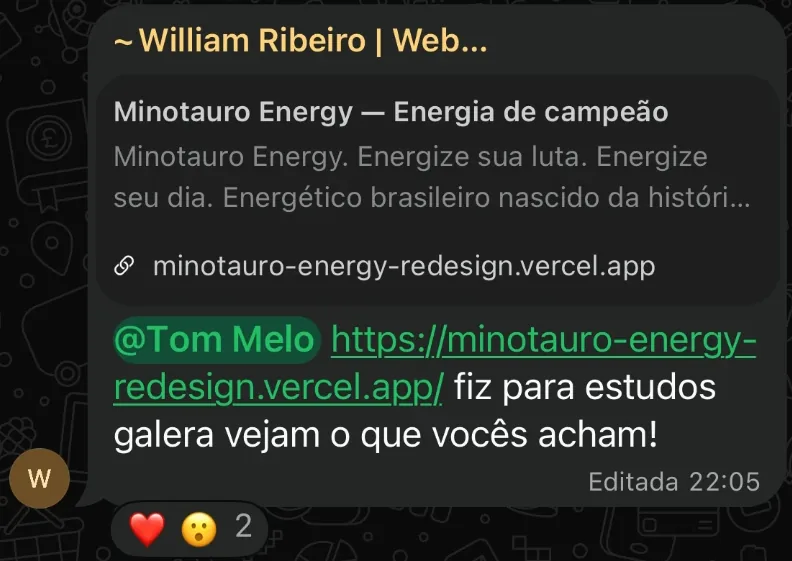 ~ William Ribeiro | Web...
Minotauro Energy — Energia de campeão
Minotauro Energy. Energize sua luta. Energize
seu dia. Energético brasileiro nascido da históri...
minotauro-energy-redesign.vercel.app
@Tom Melo https://minotauro-energy-
redesign.vercel.app/ fiz para estudos
galera vejam o que vocês acham!
Editada 22:05
W
2